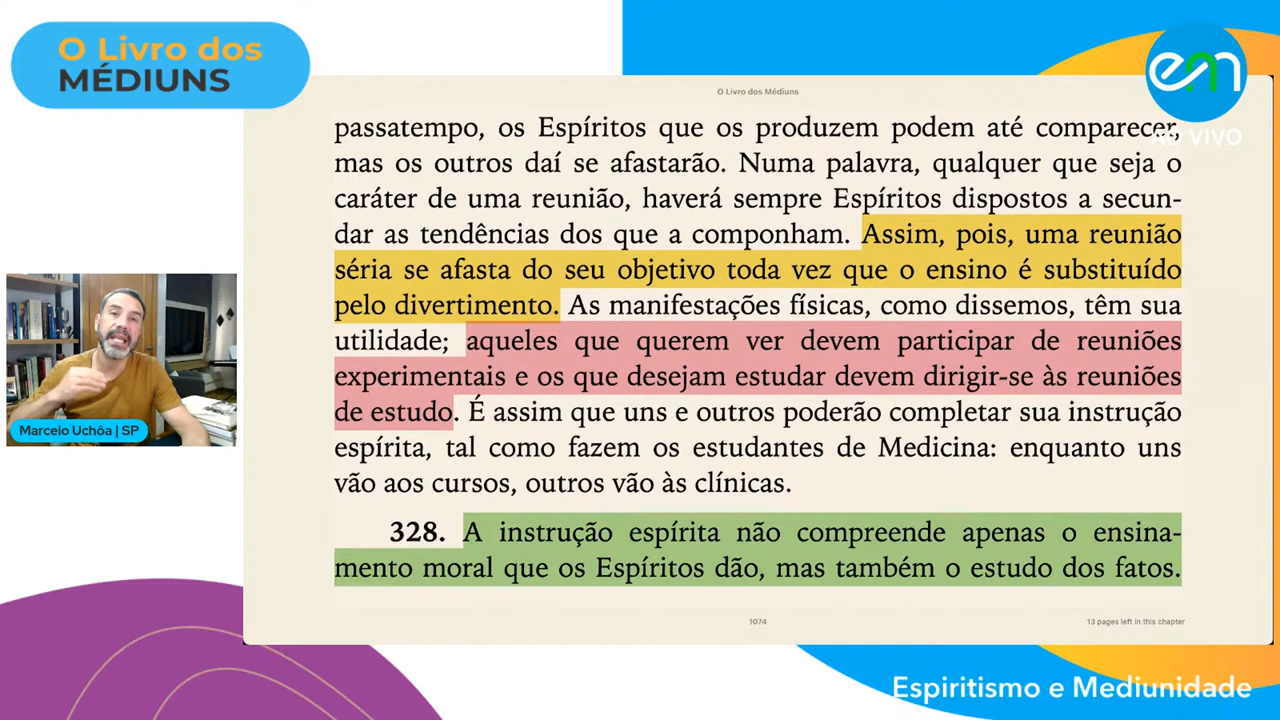 O Livro dos
MÉDIUNS
em
AO VIVO
O Livro dos Médiuns
passatempo, os Espíritos que os produzem podem até comparecer,
mas os outros daí se afastarão. Numa palavra, qualquer que seja o
caráter de uma reunião, haverá sempre Espíritos dispostos a secun-
dar as tendências dos que a componham. Assim, pois, uma reunião
séria se afasta do seu objetivo toda vez que o ensino é substituído
pelo divertimento. As manifestações físicas, como dissemos, têm sua
utilidade; aqueles que querem ver devem participar de reuniões
experimentais e os que desejam estudar devem dirigir-se às reuniões
de estudo. É assim que uns e outros poderão completar sua instrução
espírita, tal como fazem os estudantes de Medicina: enquanto uns
vão aos cursos, outros vão às clínicas.
328. A instrução espírita não compreende apenas o ensina-
mento moral que os Espíritos dão, mas também o estudo dos fatos.
1074
13 pages left in this chapter
Marcelo Uchôa | SP
Espiritismo e Mediunidade